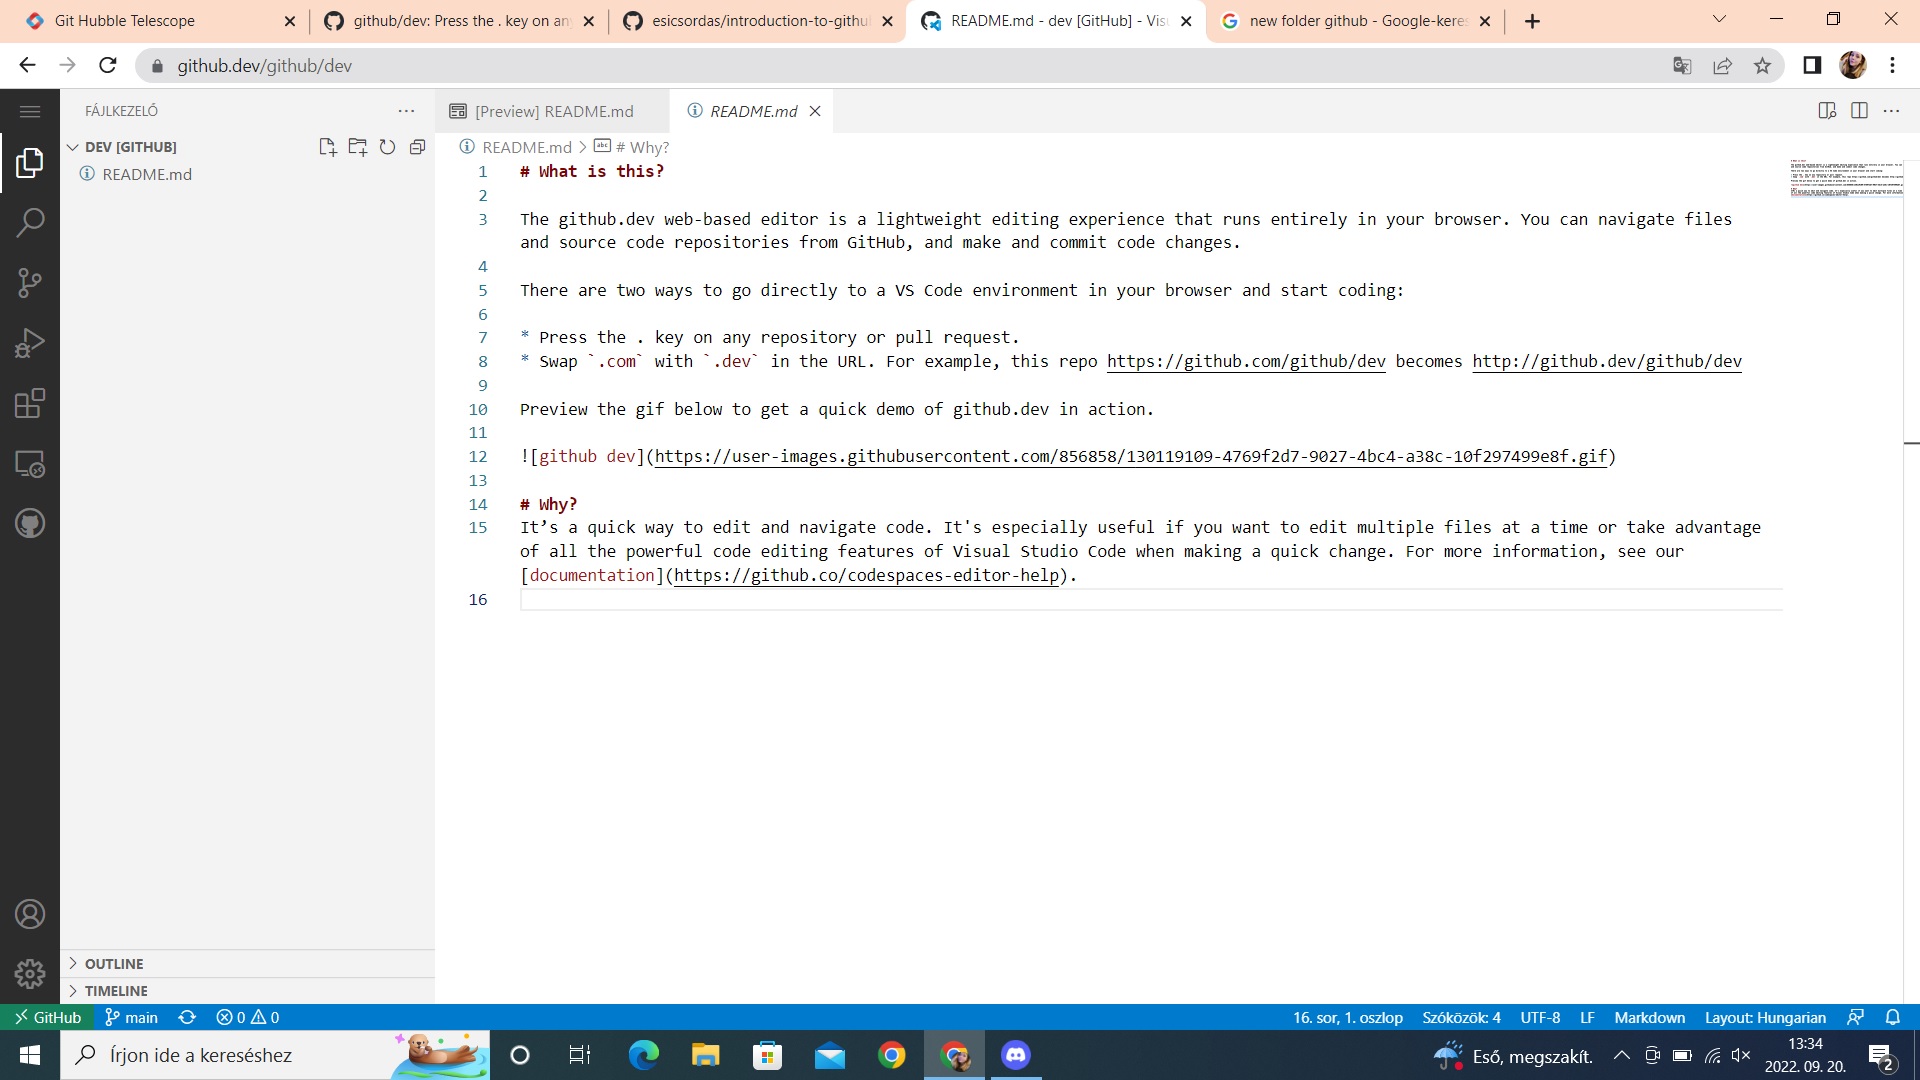 Git Hubble Telescope
github/dev: Press the . key on an
esicsordas/introduction-to-githu
README.md - dev [GitHub] - Vis
new folder github - Google-kere
github.dev/github/dev
FÁJLKEZELŐ
[Preview] README.md
README.md
DEV [GITHUB]
README.md > # Why?
README.md
1 # What is this?
2
3 The github.dev web-based editor is a lightweight editing experience that runs entirely in your browser. You can navigate files
and source code repositories from GitHub, and make and commit code changes.
4
5 There are two ways to go directly to a VS Code environment in your browser and start coding:
6
7 * Press the . key on any repository or pull request.
8 * Swap `.com` with `.dev` in the URL. For example, this repo https://github.com/github/dev becomes http://github.dev/github/dev
9
10 Preview the gif below to get a quick demo of github.dev in action.
11
12 ![github dev](https://user-images.githubusercontent.com/856858/130119109-4769f2d7-9027-4bc4-a38c-10f297499e8f.gif)
13
14 # Why?
15 It’s a quick way to edit and navigate code. It's especially useful if you want to edit multiple files at a time or take advantage
of all the powerful code editing features of Visual Studio Code when making a quick change. For more information, see our
[documentation](https://github.co/codespaces-editor-help).
16
OUTLINE
TIMELINE
GitHub main 0 0 16. sor, 1. oszlop Szóközök: 4 UTF-8 LF Markdown Layout: Hungarian
Írjon ide a kereséshez
Eső, megszakít.
13:34
2022. 09. 20.
2